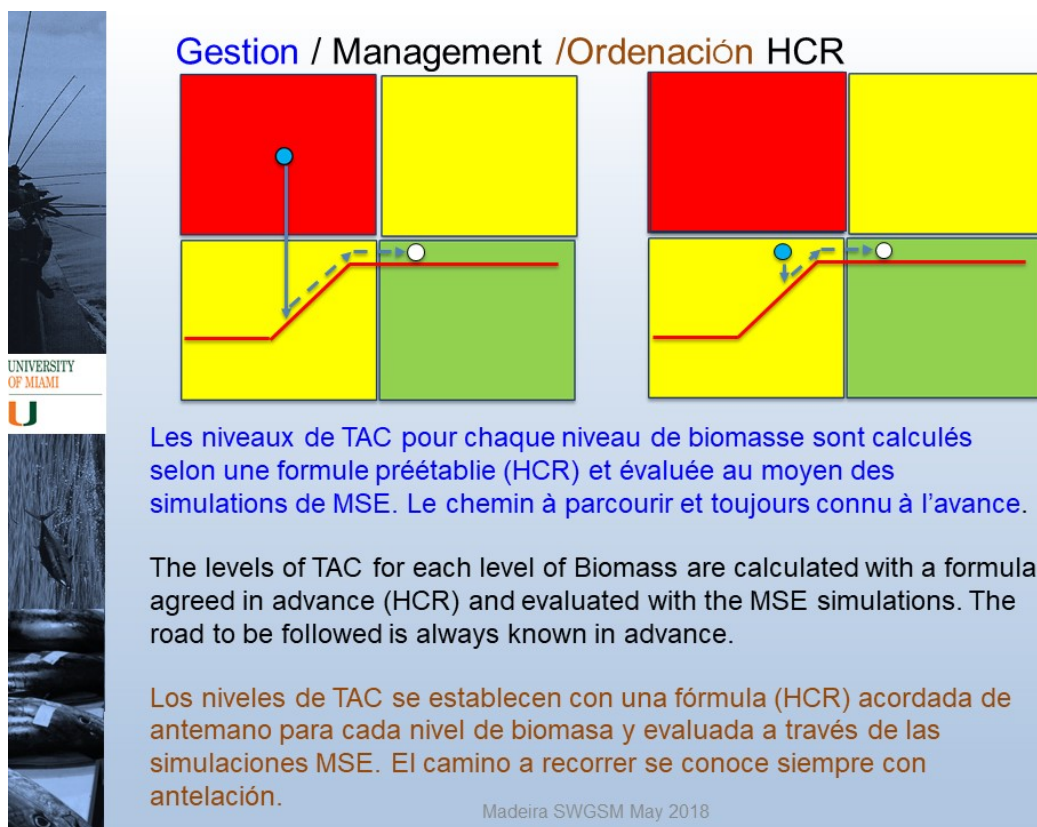 Gestion / Management /Ordenación HCR
UNIVERSITY
OF MIAMI
Les niveaux de TAC pour chaque niveau de biomasse sont calculés
selon une formule préétablie (HCR) et évaluée au moyen des
simulations de MSE. Le chemin à parcourir et toujours connu à l’avance.
The levels of TAC for each level of Biomass are calculated with a formula
agreed in advance (HCR) and evaluated with the MSE simulations. The
road to be followed is always known in advance.
Los niveles de TAC se establecen con una fórmula (HCR) acordada de
antemano para cada nivel de biomasa y evaluada a través de las
simulaciones MSE. El camino a recorrer se conoce siempre con
antelación.
Madeira SWGSM May 2018